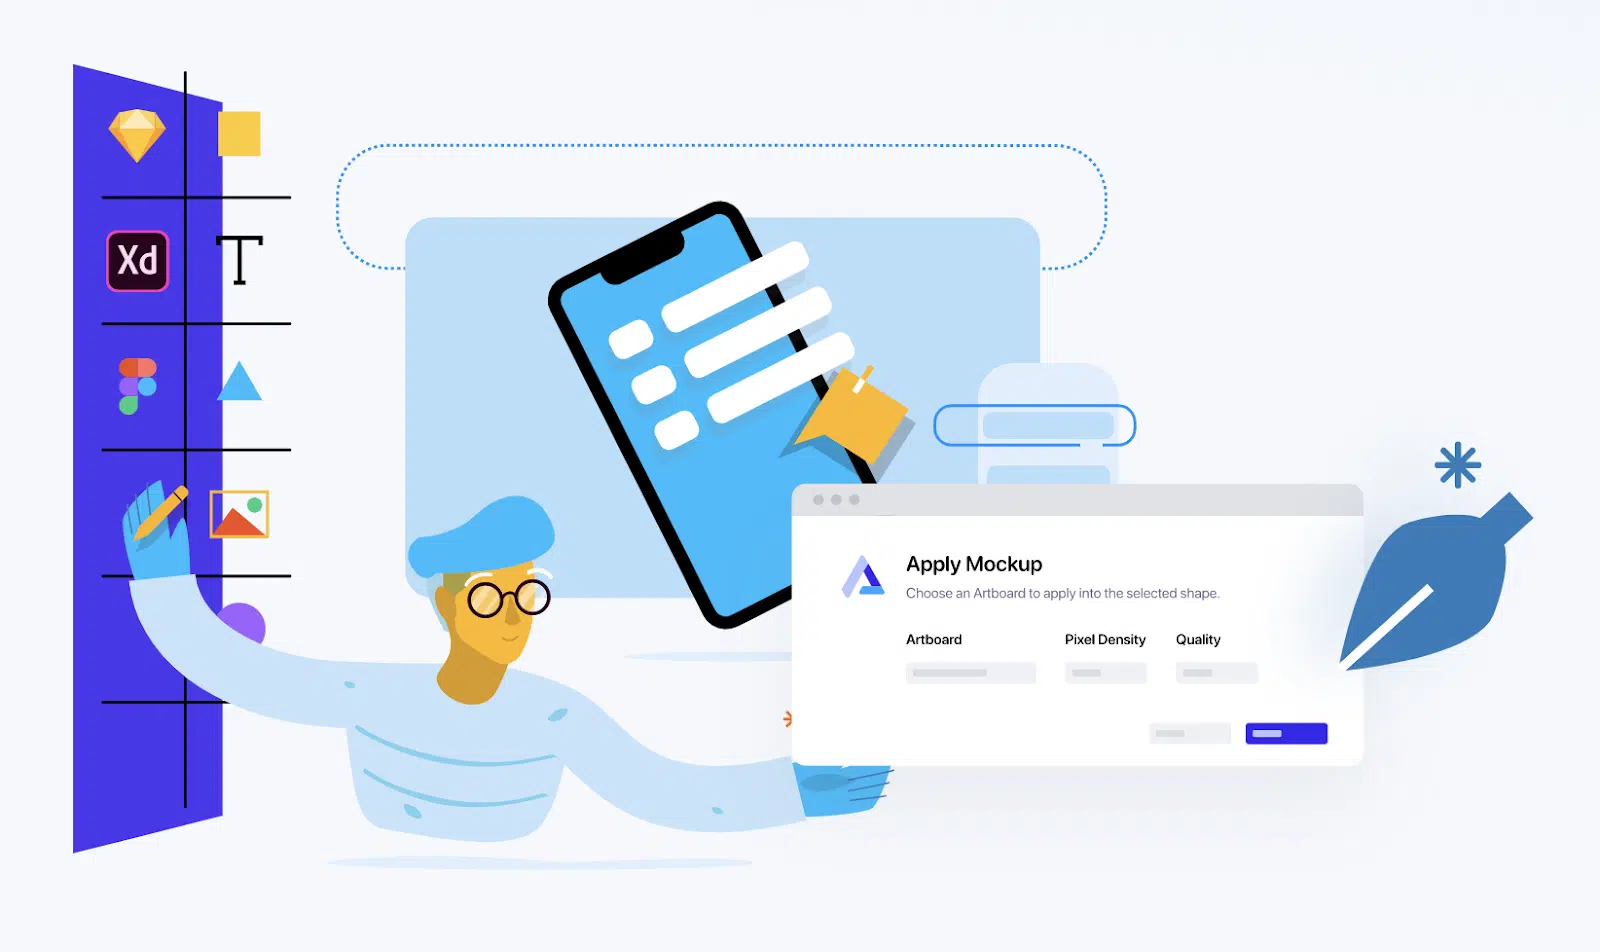 Xd
T
Apply Mockup
Choose an Artboard to apply into the selected shape.
Artboard Pixel Density Quality